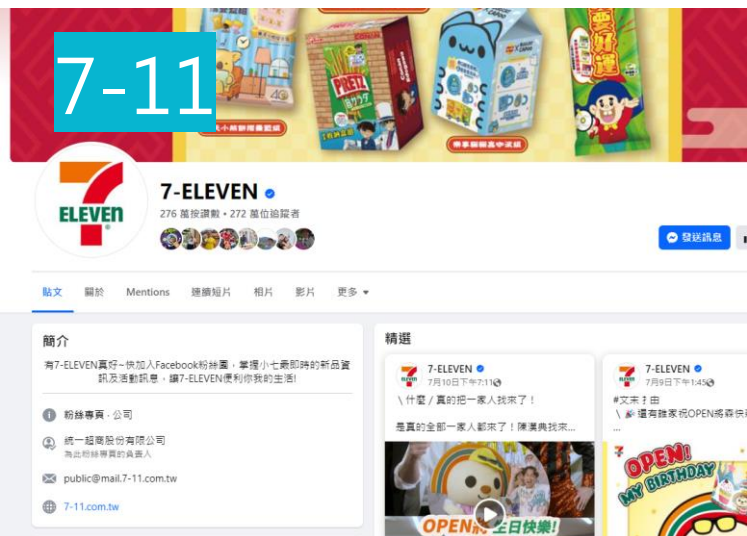 7-11
PRETZ
要好運
ELEVEN
7-ELEVEN
276 萬按讚數 • 272 萬位追蹤者
發送訊息
貼文 關於 Mentions 連續短片 相片 影片 更多
簡介
有7-ELEVEN真好~快加入Facebook粉絲團，掌握小七最即時的新品資
訊及活動訊息，讓7-ELEVEN便利你我的生活!
粉絲專頁 · 公司
統一超商股份有限公司
為此粉絲專頁的負責人
public@mail.7-11.com.tw
7-11.com.tw
精選
7-ELEVEN
7月10日下午7:11
\ 什麼 / 真的把一家人找來了！
是真的全部一家人都來了！陳漢典找來...
OPEN將 生日快樂!
7-ELEVEN
7月9日下午1:45
#文末？由
\ 還有誰家祝OPEN將森快
...
OPEN!
MY BIRTHDAY